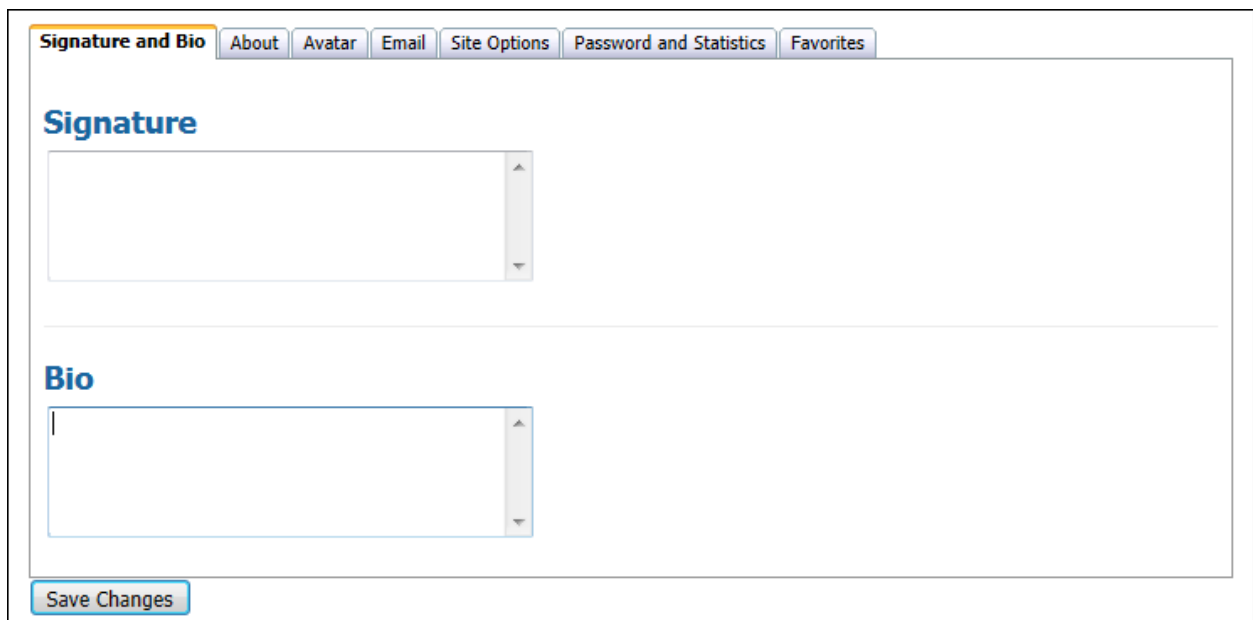 Signature and Bio About Avatar Email Site Options Password and Statistics Favorites
Signature
Bio
Save Changes